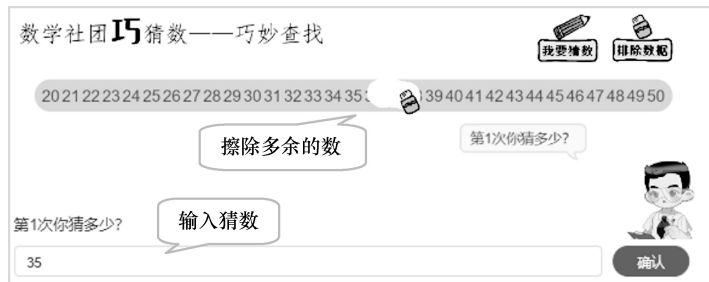 数学社团巧猜数——巧妙查找
我要猜数 排除数据
20 21 22 23 24 25 26 27 28 29 30 31 32 33 34 35 39 40 41 42 43 44 45 46 47 48 49 50
擦除多余的数
第1次你猜多少?
第1次你猜多少?
输入猜数
35
确认